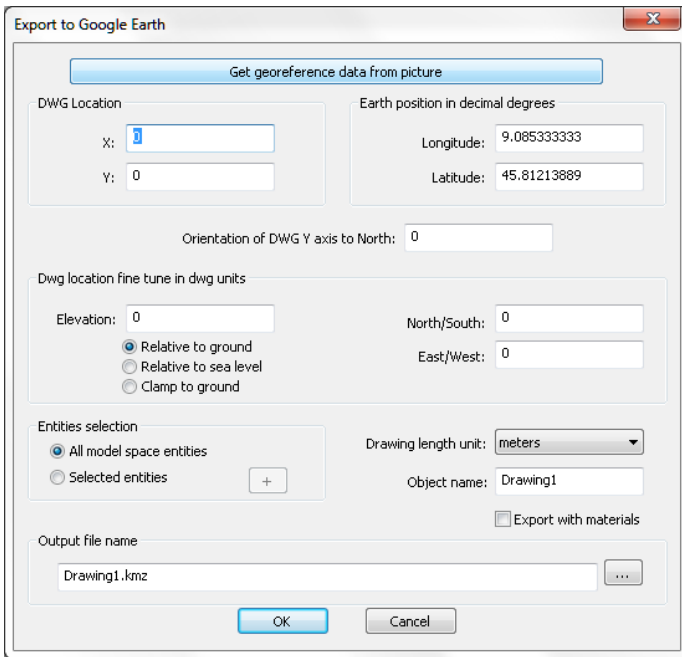 Export to Google Earth
Get georeference data from picture
DWG Location
X: 0
Y: 0
Earth position in decimal degrees
Longitude: 9.085333333
Latitude: 45.81213889
Orientation of DWG Y axis to North: 0
Dwg location fine tune in dwg units
Elevation: 0
Relative to ground
Relative to sea level
Clamp to ground
North/South: 0
East/West: 0
Entities selection
All model space entities
Selected entities
+
Drawing length unit: meters
Object name: Drawing1
Export with materials
Output file name
Drawing1.kmz
...
OK
Cancel